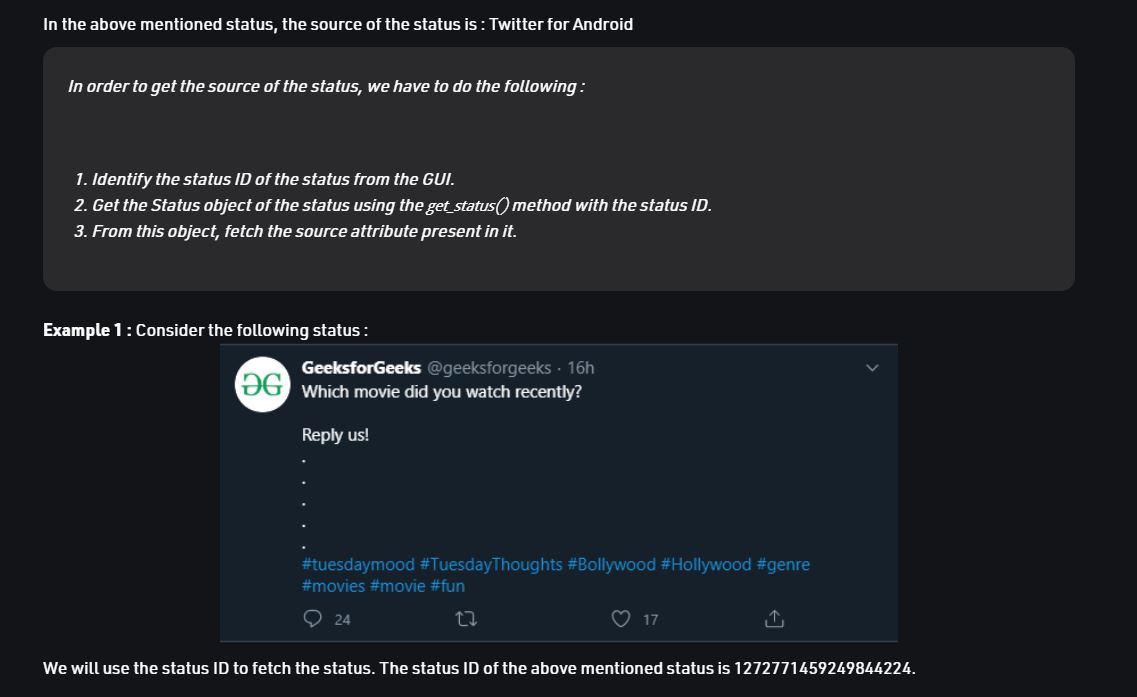 In the above mentioned status, the source of the status is : Twitter for Android
In order to get the source of the status, we have to do the following :
1. Identify the status ID of the status from the GUI.
2. Get the Status object of the status using the get_status() method with the status ID.
3. From this object, fetch the source attribute present in it.
Example 1 : Consider the following status :
GeeksforGeeks @geeksforgeeks · 16h
Which movie did you watch recently?
Reply us!
.
.
.
.
.
#tuesdaymood #TuesdayThoughts #Bollywood #Hollywood #genre
#movies #movie #fun
24 17
We will use the status ID to fetch the status. The status ID of the above mentioned status is 1272771459249844224.